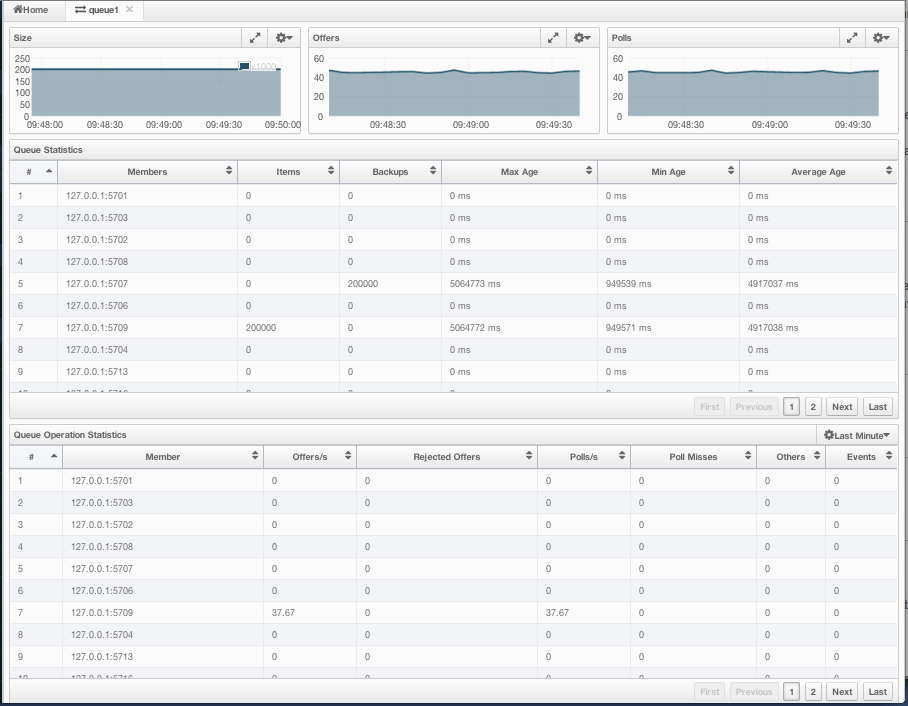 Home queue1
Size Offers Polls
250
200
150
100
50
0
x1000
09:48:00 09:48:30 09:49:00 09:49:30 09:50:00
60
40
20
0
09:48:30 09:49:00 09:49:30
60
40
20
0
09:48:30 09:49:00 09:49:30
Queue Statistics
# Members Items Backups Max Age Min Age Average Age
1 127.0.0.1:5701 0 0 0 ms 0 ms 0 ms
2 127.0.0.1:5703 0 0 0 ms 0 ms 0 ms
3 127.0.0.1:5702 0 0 0 ms 0 ms 0 ms
4 127.0.0.1:5708 0 0 0 ms 0 ms 0 ms
5 127.0.0.1:5707 0 200000 5064773 ms 949539 ms 4917037 ms
6 127.0.0.1:5706 0 0 0 ms 0 ms 0 ms
7 127.0.0.1:5709 200000 0 5064772 ms 949571 ms 4917038 ms
8 127.0.0.1:5704 0 0 0 ms 0 ms 0 ms
9 127.0.0.1:5713 0 0 0 ms 0 ms 0 ms
First Previous 1 2 Next Last
Queue Operation Statistics Last Minute
# Member Offers/s Rejected Offers Polls/s Poll Misses Others Events
1 127.0.0.1:5701 0 0 0 0 0 0
2 127.0.0.1:5703 0 0 0 0 0 0
3 127.0.0.1:5702 0 0 0 0 0 0
4 127.0.0.1:5708 0 0 0 0 0 0
5 127.0.0.1:5707 0 0 0 0 0 0
6 127.0.0.1:5706 0 0 0 0 0 0
7 127.0.0.1:5709 37.67 0 37.67 0 0 0
8 127.0.0.1:5704 0 0 0 0 0 0
9 127.0.0.1:5713 0 0 0 0 0 0
First Previous 1 2 Next Last